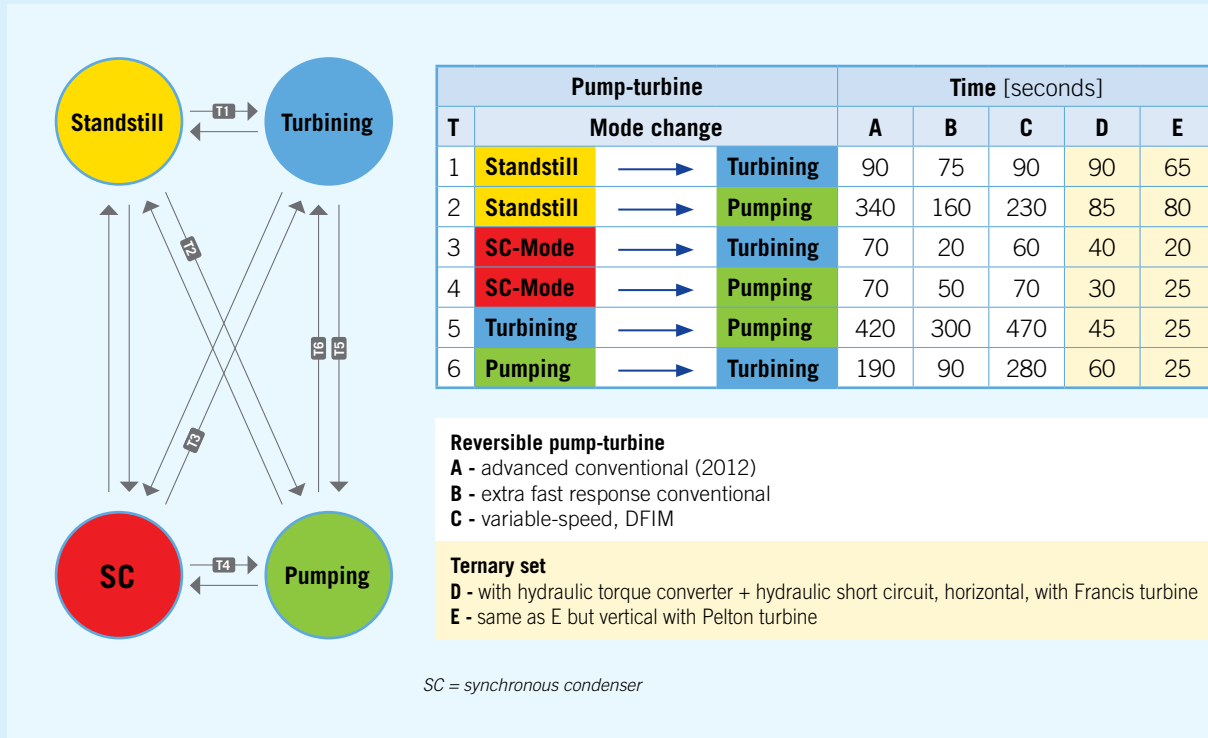 Standstill
T1
Turbining
T2
T3
T6
T5
SC
T4
Pumping
Pump-turbine Time [seconds]
T Mode change A B C D E
1 Standstill Turbining 90 75 90 90 65
2 Standstill Pumping 340 160 230 85 80
3 SC-Mode Turbining 70 20 60 40 20
4 SC-Mode Pumping 70 50 70 30 25
5 Turbining Pumping 420 300 470 45 25
6 Pumping Turbining 190 90 280 60 25
Reversible pump-turbine
A - advanced conventional (2012)
B - extra fast response conventional
C - variable-speed, DFIM
Ternary set
D - with hydraulic torque converter + hydraulic short circuit, horizontal, with Francis turbine
E - same as E but vertical with Pelton turbine
SC = synchronous condenser